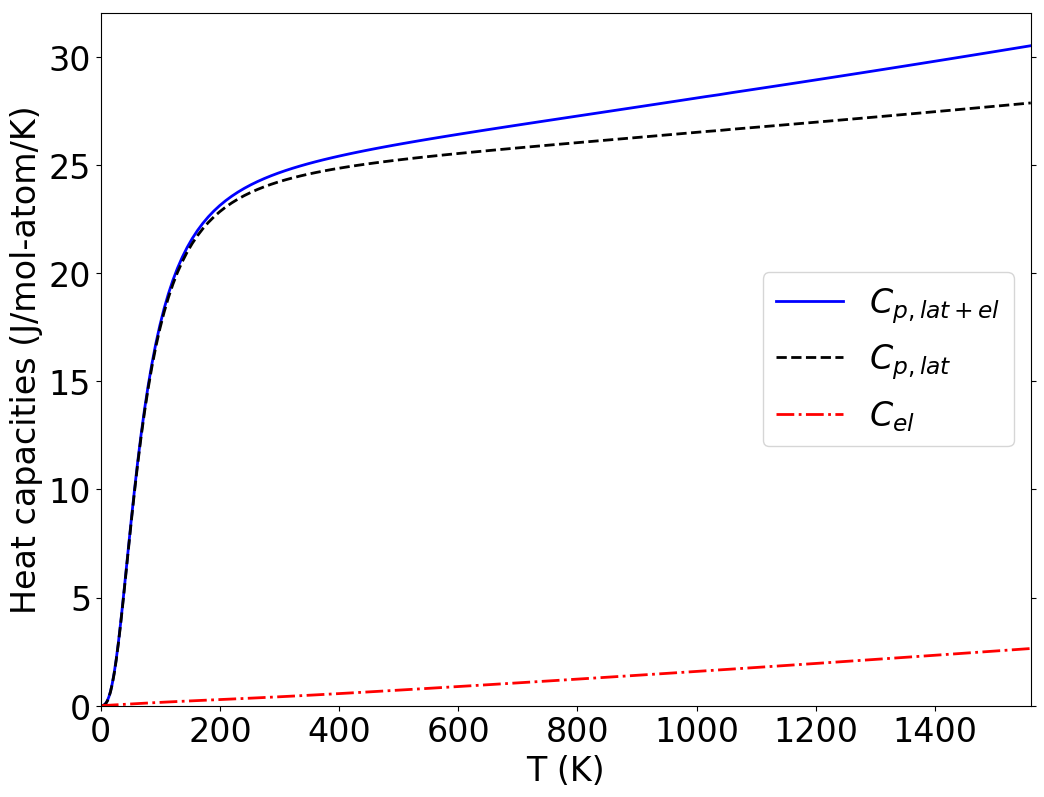 Heat capacities (J/mol-atom/K)
30
25
20
15
10
5
0
C_{p, lat + el}
C_{p, lat}
C_{el}
0 200 400 600 800 1000 1200 1400
T (K)